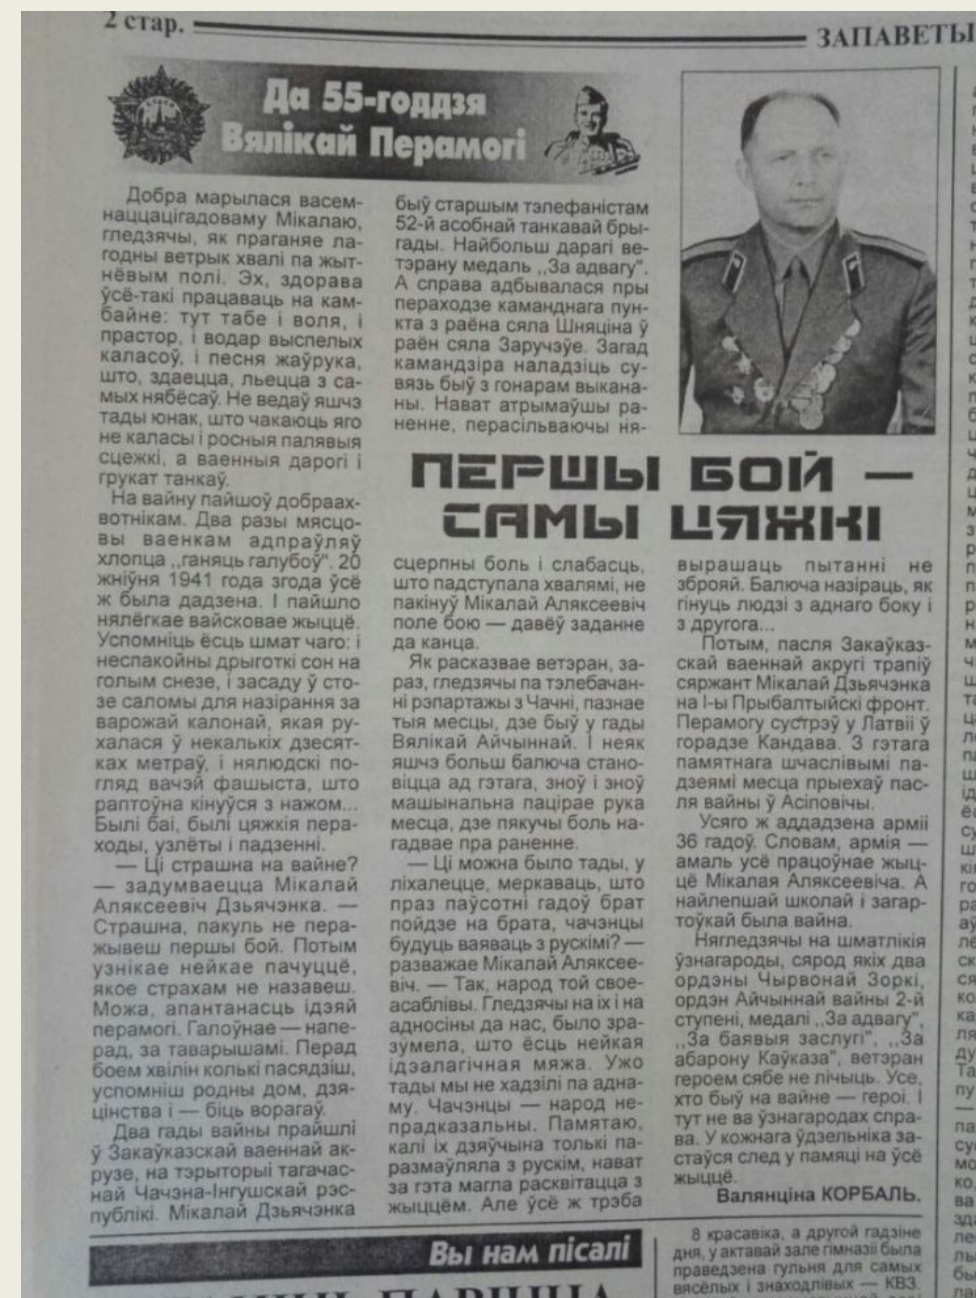 2 стар.
ЗАПАВЕТЫ
Да 55-годдзя
Вялікай Перамогі
Добра марылася васем-
наццацігадоваму Мікалаю,
гледзячы, як праганяе ла-
годны ветрык хвалі па жыт-
нёвым полі. Эх, здорава
ўсё-такі працаваць на кам-
байне: тут табе і воля, і
прастор, і водар выспелых
каласоў, і песня жаўрука,
што, здаецца, льецца з са-
мых нябёсаў. Не ведаў яшчэ
тады юнак, што чакаюць яго
не каласы і росныя палявыя
сцежкі, а ваенныя дарогі і
грукат танкаў.
На вайну пайшоў добраах-
вотнікам. Два разы мясцо-
вы ваенкам адпраўляў
хлопца „ганяць галубоў". 20
жніўня 1941 года згода ўсё
ж была дадзена. І пайшло
нялёгкае вайсковае жыццё.
Успомніць ёсць шмат чаго: і
неспакойны дрыготкі сон на
голым снезе, і засаду ў сто-
зе саломы для назірання за
варожай калонай, якая ру-
халася ў некалькіх дзесят-
ках метраў, і нялюдскі по-
гляд вачэй фашыста, што
раптоўна кінуўся з нажом...
Былі баі, былі цяжкія пера-
ходы, узлёты і падзенні.
— Ці страшна на вайне?
— задумваецца Мікалай
Аляксеевіч Дзьячэнка. —
Страшна, пакуль не пера-
жывеш першы бой. Потым
узнікае нейкае пачуццё,
якое страхам не назавеш.
Можа, апантанасць ідэяй
перамогі. Галоўнае — напе-
рад, за таварышамі. Перад
боем хвілін колькі пасядзіш,
успомніш родны дом, дзя-
цінства і — біць ворагаў.
Два гады вайны прайшлі
ў Закаўказскай ваеннай ак-
рузе, на тэрыторыі тагачас-
най Чачэна-Інгушскай рэс-
публікі. Мікалай Дзьячэнка
быў старшым тэлефаністам
52-й асобнай танкавай бры-
гады. Найбольш дарагі ве-
тэрану медаль „За адвагу".
А справа адбывалася пры
пераходзе каманднага пун-
кта з раёна сяла Шняціна ў
раён сяла Заручэўе. Загад
камандзіра наладзіць су-
вязь быў з гонарам выкана-
ны. Нават атрымаўшы ра-
ненне, перасільваючы ня-
ПЕРШЫ БОЙ —
САМЫ ЦЯЖКІ
сцерпны боль і слабасць,
што падступала хвалямі, не
пакінуў Мікалай Аляксеевіч
поле бою — давёў заданне
да канца.
Як расказвае ветэран, за-
раз, гледзячы па тэлебачан-
ні рэпартажы з Чачні, пазнае
тыя месцы, дзе быў у гады
Вялікай Айчыннай. І неяк
яшчэ больш балюча стано-
віцца ад гэтага, зноў і зноў
машынальна пацірае рука
месца, дзе пякучы боль на-
гадвае пра раненне.
— Ці можна было тады, у
ліхалецце, меркаваць, што
праз паўсотні гадоў брат
пойдзе на брата, чачэнцы
будуць ваяваць з рускімі? —
разважае Мікалай Аляксее-
віч. — Так, народ той свое-
асаблівы. Гледзячы на іх і на
адносіны да нас, было зра-
зумела, што ёсць нейкая
ідэалагічная мяжа. Ужо
тады мы не хадзілі па адна-
му. Чачэнцы — народ не-
прадказальны. Памятаю,
калі іх дзяўчына толькі па-
размаўляла з рускім, нават
за гэта магла расквітацца з
жыццём. Але ўсё ж трэба
вырашаць пытанні не
зброяй. Балюча назіраць, як
гінуць людзі з аднаго боку і
з другога...
Потым, пасля Закаўказ-
скай ваеннай акругі трапіў
сяржант Мікалай Дзьячэнка
на І-ы Прыбалтыйскі фронт.
Перамогу сустрэў у Латвіі ў
горадзе Кандава. З гэтага
памятнага шчаслівымі па-
дзеямі месца прыехаў пас-
ля вайны ў Асіповічы.
Усяго ж аддадзена арміі
36 гадоў. Словам, армія —
амаль усё працоўнае жыц-
цё Мікалая Аляксеевіча. А
найлепшай школай і загар-
тоўкай была вайна.
Нягледзячы на шматлікія
ўзнагароды, сярод якіх два
ордэны Чырвонай Зоркі,
ордэн Айчыннай вайны 2-й
ступені, медалі „За адвагу",
„За баявыя заслугі", „За
абарону Каўказа", ветэран
героем сябе не лічыць. Усе,
хто быў на вайне — героі. І
тут не ва ўзнагародах спра-
ва. У кожнага ўдзельніка за-
стаўся след у памяці на ўсё
жыццё.
Валянціна КОРБАЛЬ.
Вы нам пісалі
8 красавіка, а другой гадзіне
дня, у актавай зале гімназіі была
праведзена гульня для самых
вясёлых і знаходлівых — КВЗ.